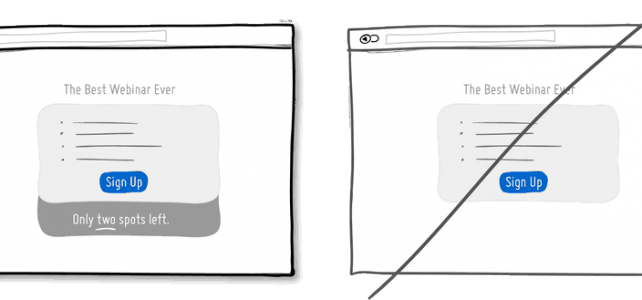 The Best Webinar Ever
Sign Up
Only two spots left.
The Best Webinar Ever
Sign Up